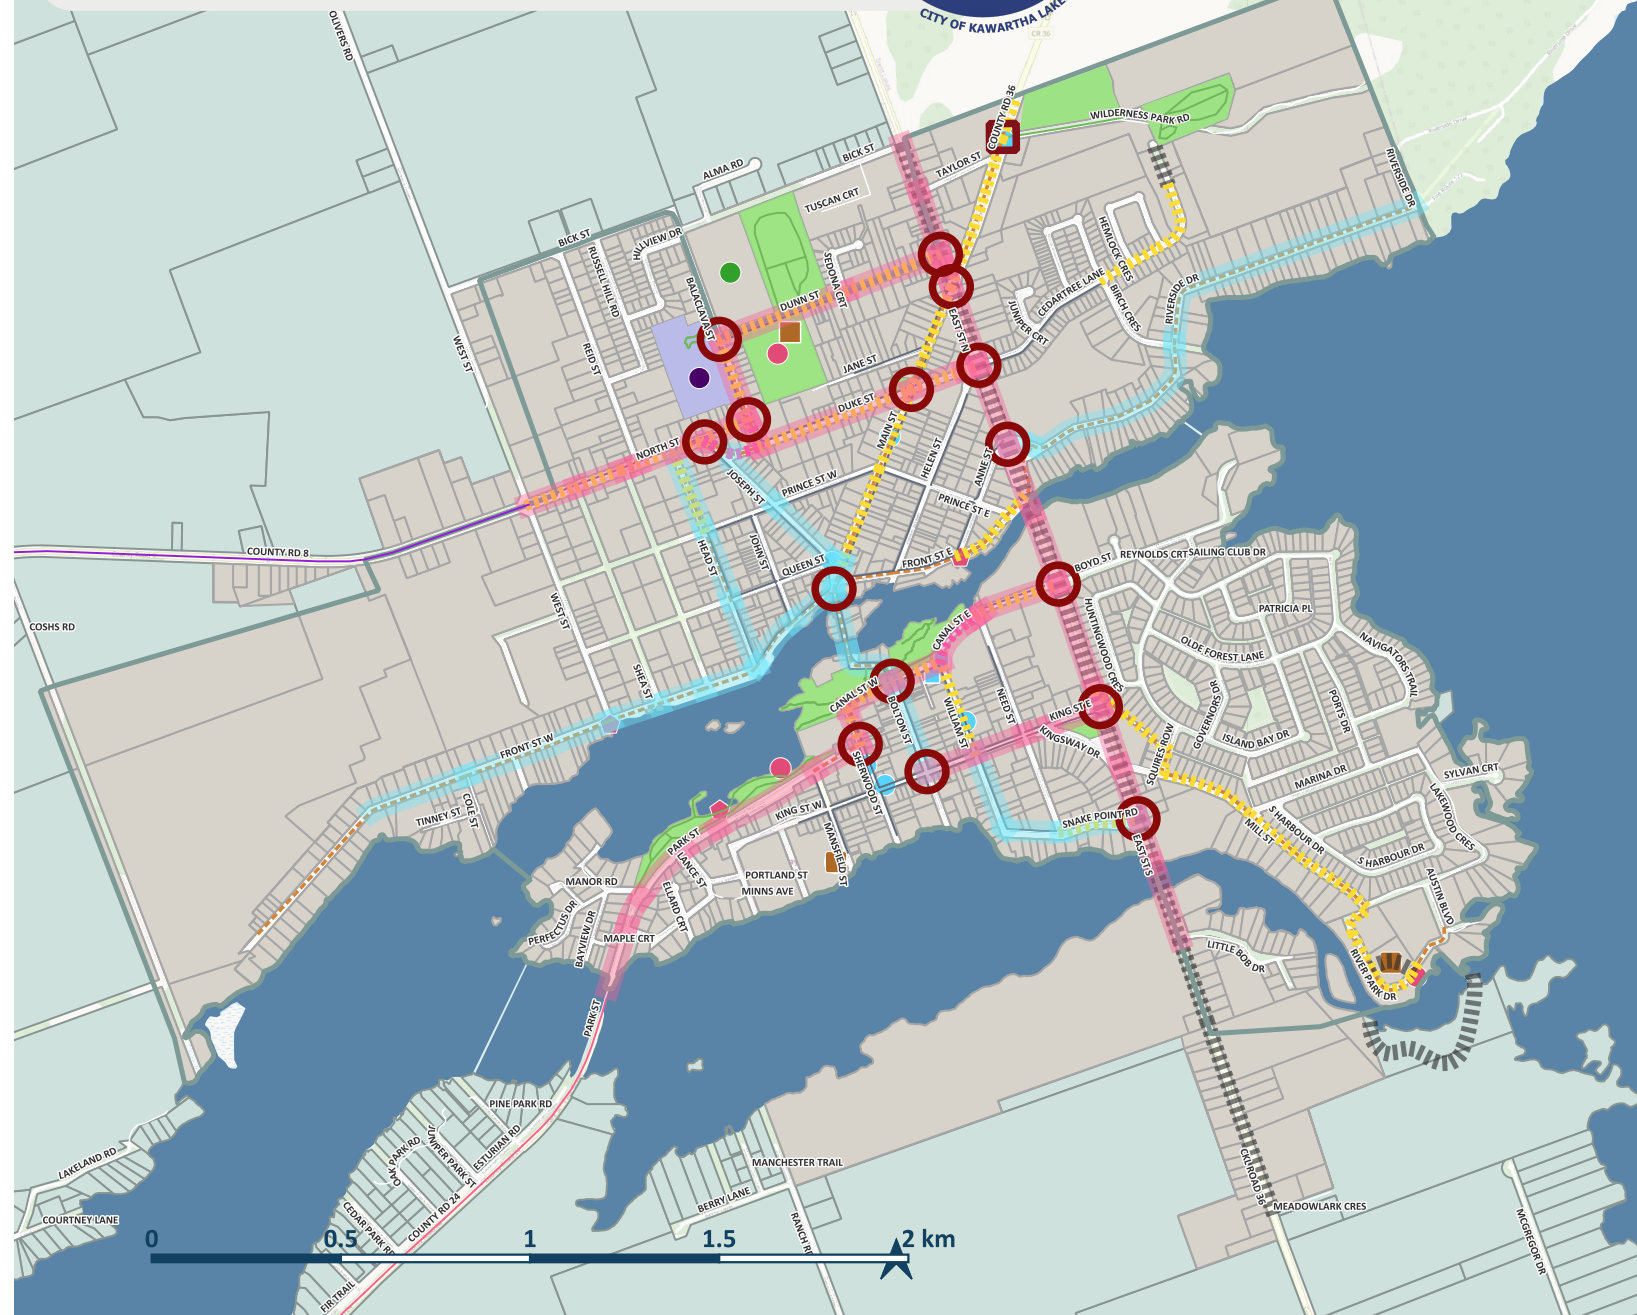 CITY OF KAWARTHA LAKE
CR 36
OLIVERS RD
COUNTY RD 36
WILDERNESS PARK RD
Riverside Drive
Riverside Drive
BICK ST
TAYLOR ST
ALMA RD
RIVERSIDE DR
TUSCAN CRT
BICK ST
HILLVIEW DR
HEMLOCK CRES
RUSSELL HILL RD
SEDONA CRT
CEDARTREE LANE
BALACLAVA ST
DUNN ST
BIRCH CRES
RIVERSIDE DR
JUNIPER CRT
EAST ST N
WEST ST
REID ST
JANE ST
DUKE ST
MAIN ST
NORTH ST
HELEN ST
ANNE ST
JOSEPH ST
PRINCE ST W
PRINCE ST E
COUNTY RD 8
HEAD ST
JOHN ST
QUEEN ST
FRONT ST E
BOYD ST
REYNOLDS CRT
SAILING CLUB DR
WEST ST
COSHS RD
PATRICIA PL
CANAL ST E
HUNTINGWOOD CRES
OLDE FOREST LANE
NAVIGATORS TRAIL
SHEA ST
CANAL ST W
BOLTON ST
WILLIAM ST
NEED ST
KING ST E
GOVERNORS DR
PORTS DR
FRONT ST W
KINGSWAY DR
ISLAND BAY DR
SQUIRES ROW
MARINA DR
SYLVAN CRT
SHERWOOD ST
TINNEY ST
COLE ST
KING ST W
SNAKE POINT RD
MILL ST
S HARBOUR DR
LAKEWOOD CRES
PARK ST
MANSFIELD ST
EAST ST S
S HARBOUR DR
LANCE ST
PORTLAND ST
MINNS AVE
MANOR RD
ELLARD CRT
AUSTIN BLVD
PERFECTUS DR
BAYVIEW DR
MAPLE CRT
LITTLE BOB DR
RIVER PARK DR
PARK ST
PINE PARK RD
ESTURIAN RD
OAK PARK RD
JUNIPER PARK ST
LAKELAND RD
MANCHESTER TRAIL
CKL ROAD 36
BERRY LANE
MEADOWLARK CRES
COURTNEY LANE
CEDAR PARK RD
COUNTY RD 24
RANCH RD
MCGREGOR DR
FIR TRAIL
0 0.5 1 1.5 2 km